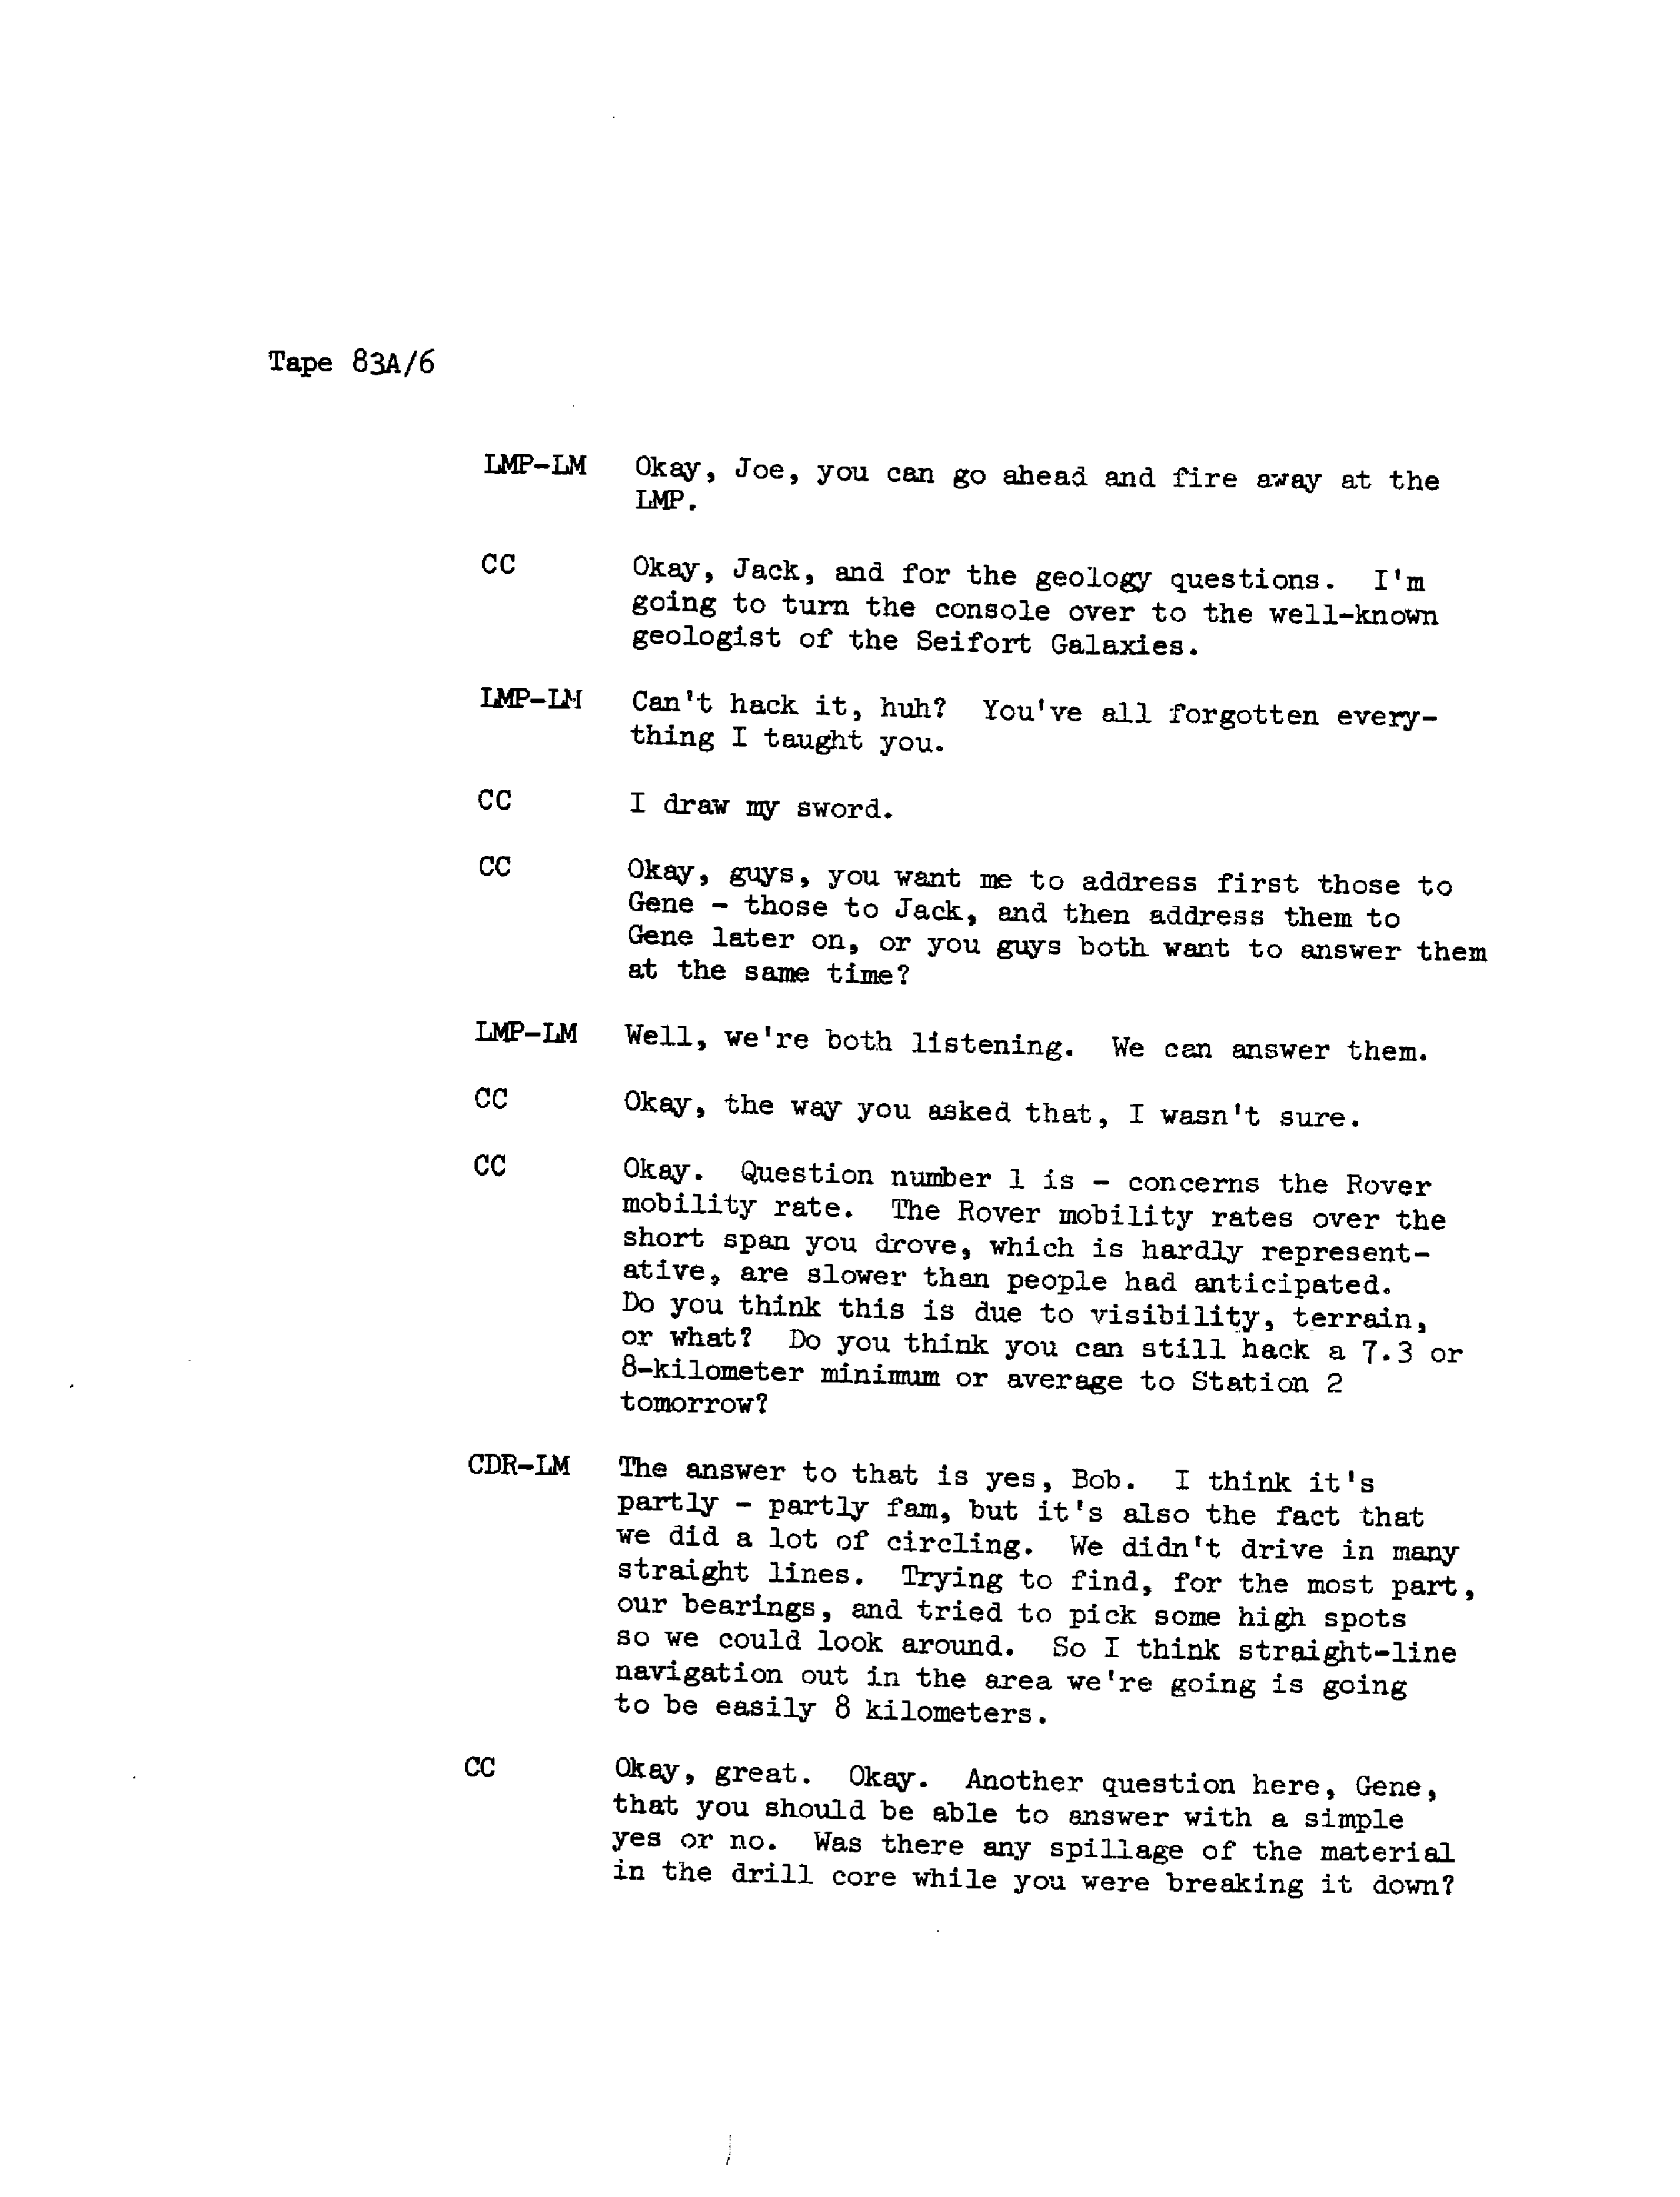 Tape 83A/6
LMP-LM Okay, Joe, you can go ahead and fire away at the
LMP.
CC Okay, Jack, and for the geology questions. I'm
going to turn the console over to the well-known
geologist of the Seifort Galaxies.
LMP-LM Can't hack it, huh? You've all forgotten every-
thing I taught you.
CC I draw my sword.
CC Okay, guys, you want me to address first those to
Gene - those to Jack, and then address them to
Gene later on, or you guys both want to answer them
at the same time?
LMP-LM Well, we're both listening. We can answer them.
CC Okay, the way you asked that, I wasn't sure.
CC Okay. Question number 1 is - concerns the Rover
mobility rate. The Rover mobility rates over the
short span you drove, which is hardly represent-
ative, are slower than people had anticipated.
Do you think this is due to visibility, terrain,
or what? Do you think you can still hack a 7.3 or
8-kilometer minimum or average to Station 2
tomorrow?
CDR-LM The answer to that is yes, Bob. I think it's
partly - partly fam, but it's also the fact that
we did a lot of circling. We didn't drive in many
straight lines. Trying to find, for the most part,
our bearings, and tried to pick some high spots
so we could look around. So I think straight-line
navigation out in the area we're going is going
to be easily 8 kilometers.
CC Okay, great. Okay. Another question here, Gene,
that you should be able to answer with a simple
yes or no. Was there any spillage of the material
in the drill core while you were breaking it down?